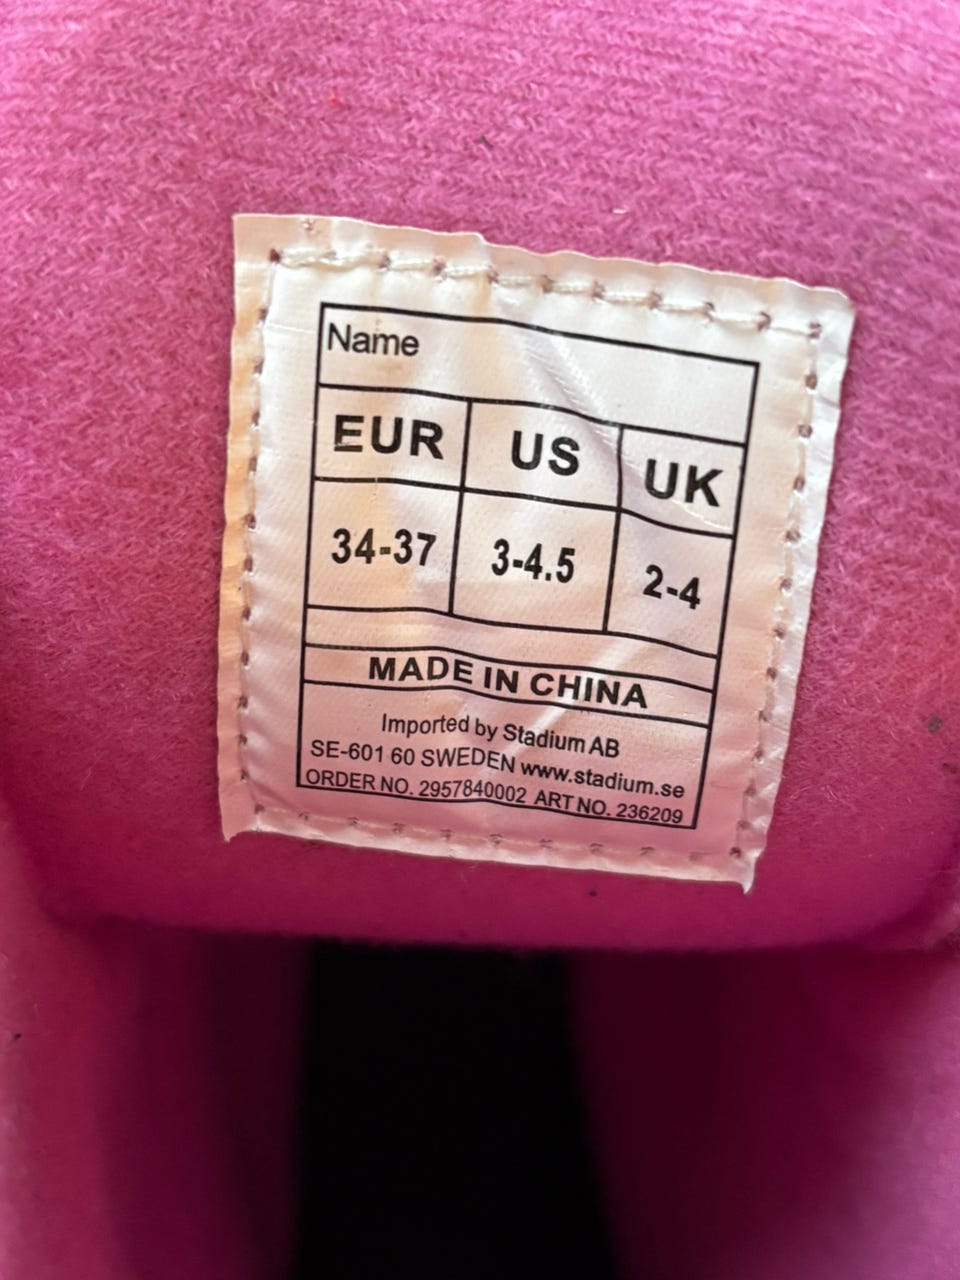 Name
EUR US UK
34-37 3-4.5 2-4
MADE IN CHINA
Imported by Stadium AB
SE-601 60 SWEDEN www.stadium.se
ORDER NO. 2957840002 ART NO. 236209